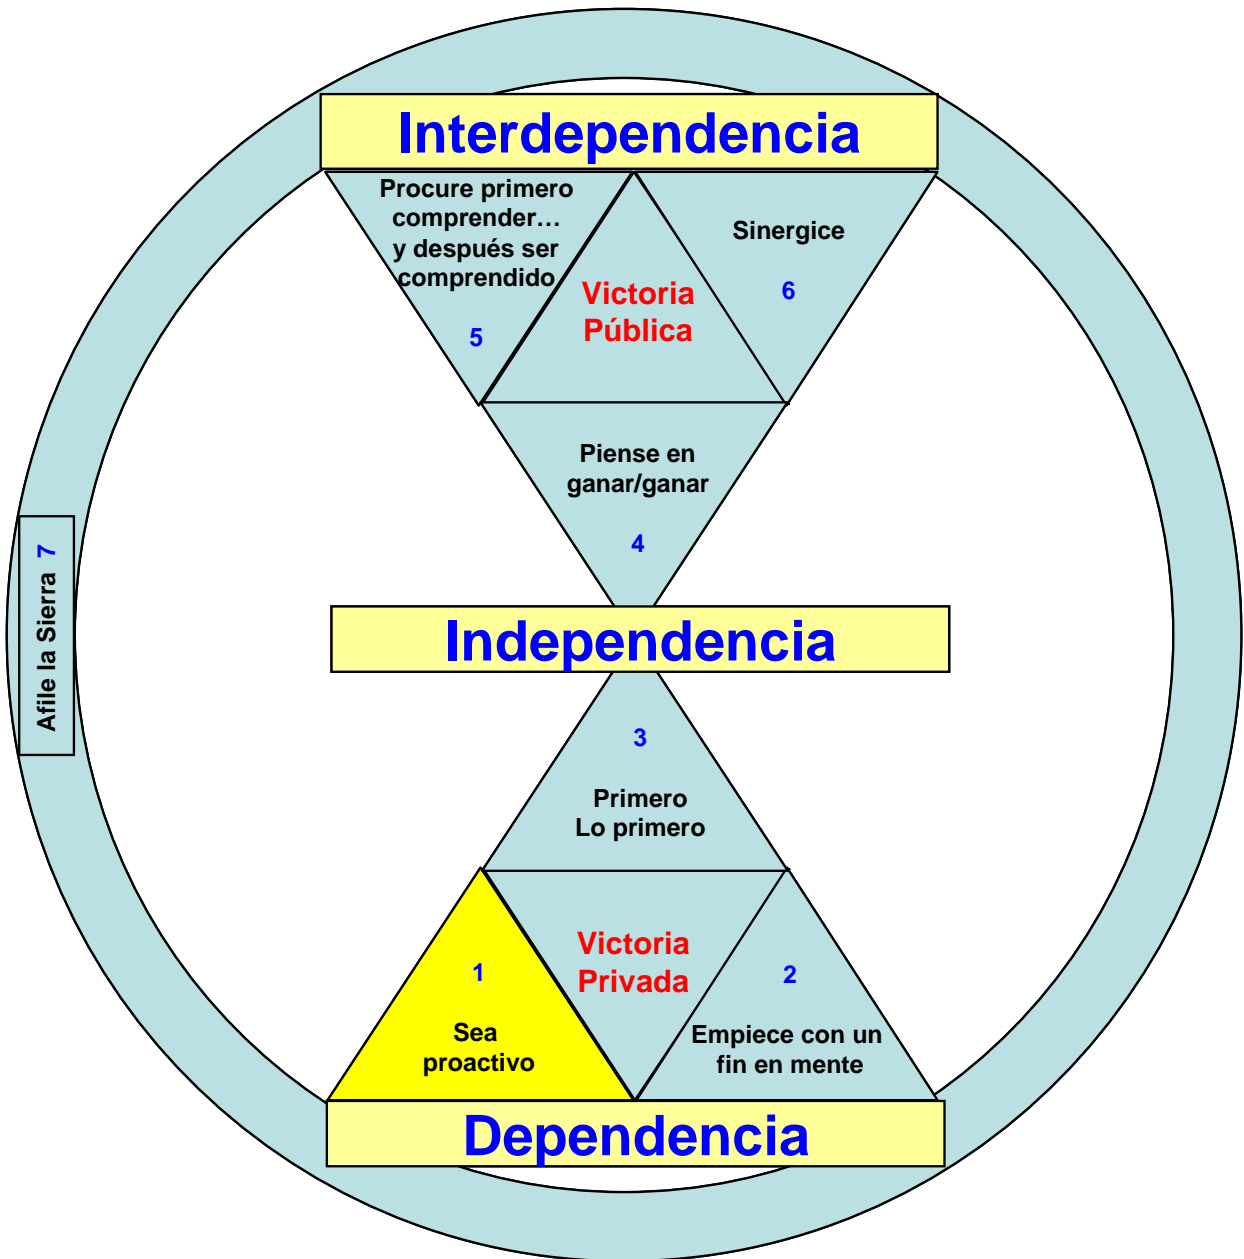 Interdependencia
Procure primero
comprender…
y después ser
comprendido
5
Victoria
Pública
Sinergice
6
Piense en
ganar/ganar
4
Afile la Sierra 7
Independencia
3
Primero
Lo primero
1
Sea
proactivo
Victoria
Privada
2
Empiece con un
fin en mente
Dependencia